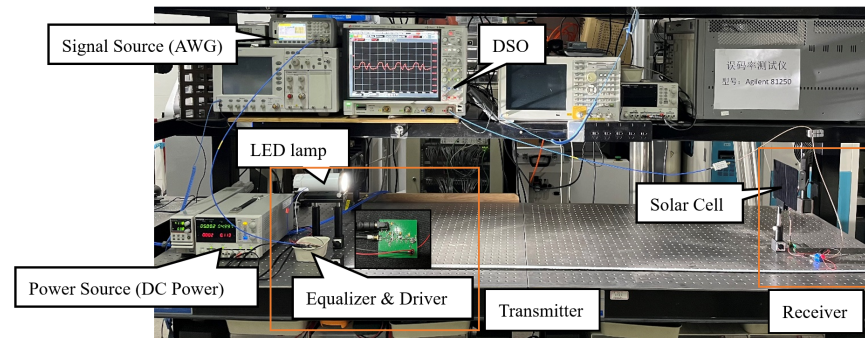 Signal Source (AWG)
DSO
误码率测试仪
型号：Agilent 81250
LED lamp
Solar Cell
Power Source (DC Power)
Equalizer & Driver
Transmitter
Receiver